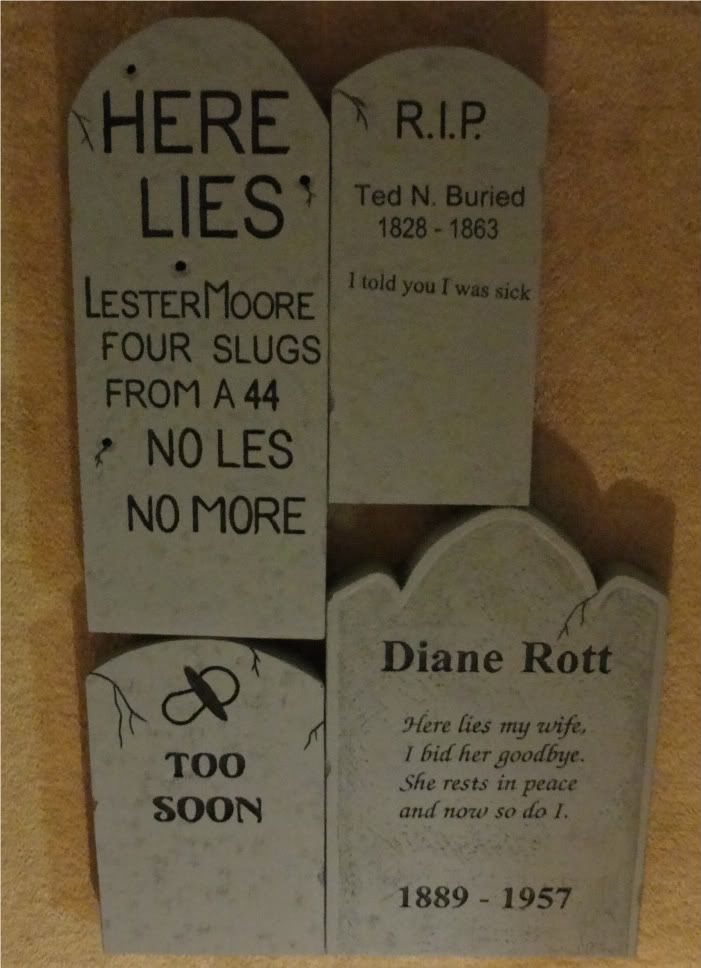 HERE
LIES
LESTER MOORE
FOUR SLUGS
FROM A 44
NO LES
NO MORE
R.I.P.
Ted N. Buried
1828 - 1863
I told you I was sick
TOO
SOON
Diane Rott
Here lies my wife,
I bid her goodbye.
She rests in peace
and now so do I.
1889 - 1957